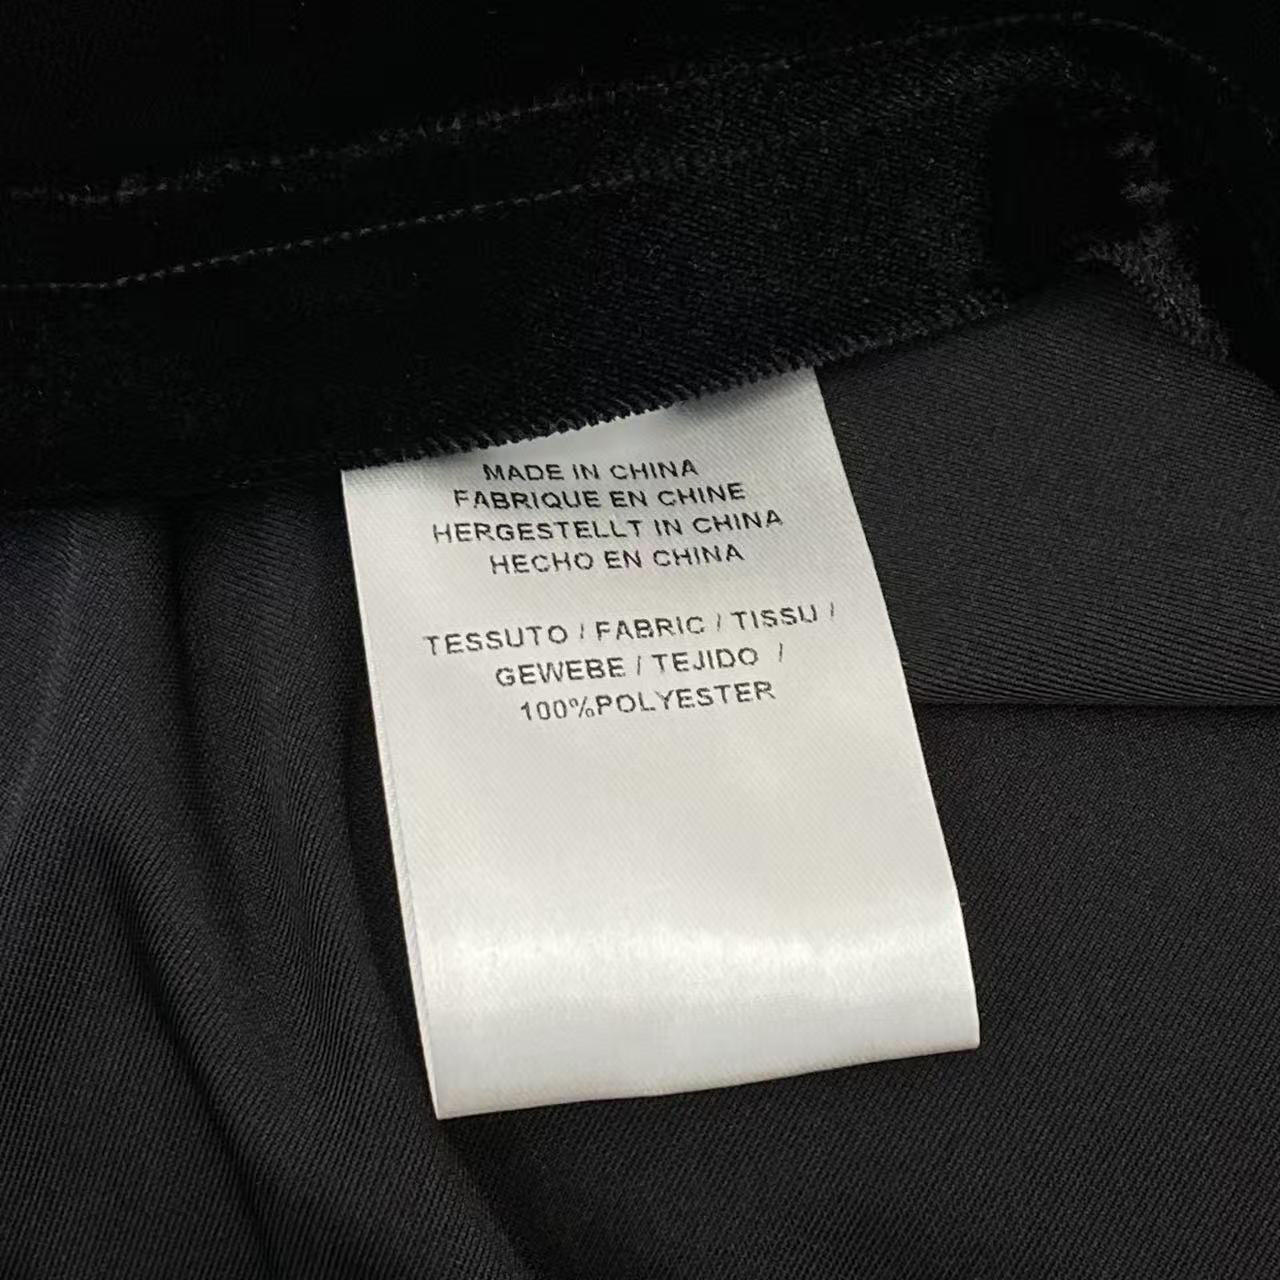 MADE IN CHINA
FABRIQUE EN CHINE
HERGESTELLT IN CHINA
HECHO EN CHINA
TESSUTO / FABRIC / TISSU /
GEWEBE / TEJIDO /
100%POLYESTER